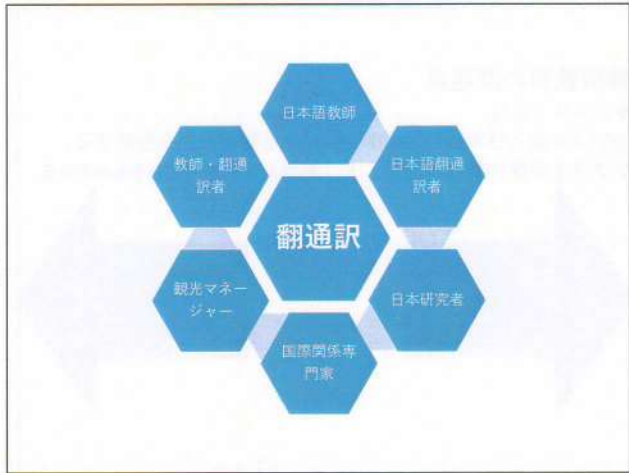 日本語教師
教師・翻通
訳者
日本語翻通
訳者
翻通訳
観光マネー
ジャー
日本研究者
国際関係専
門家